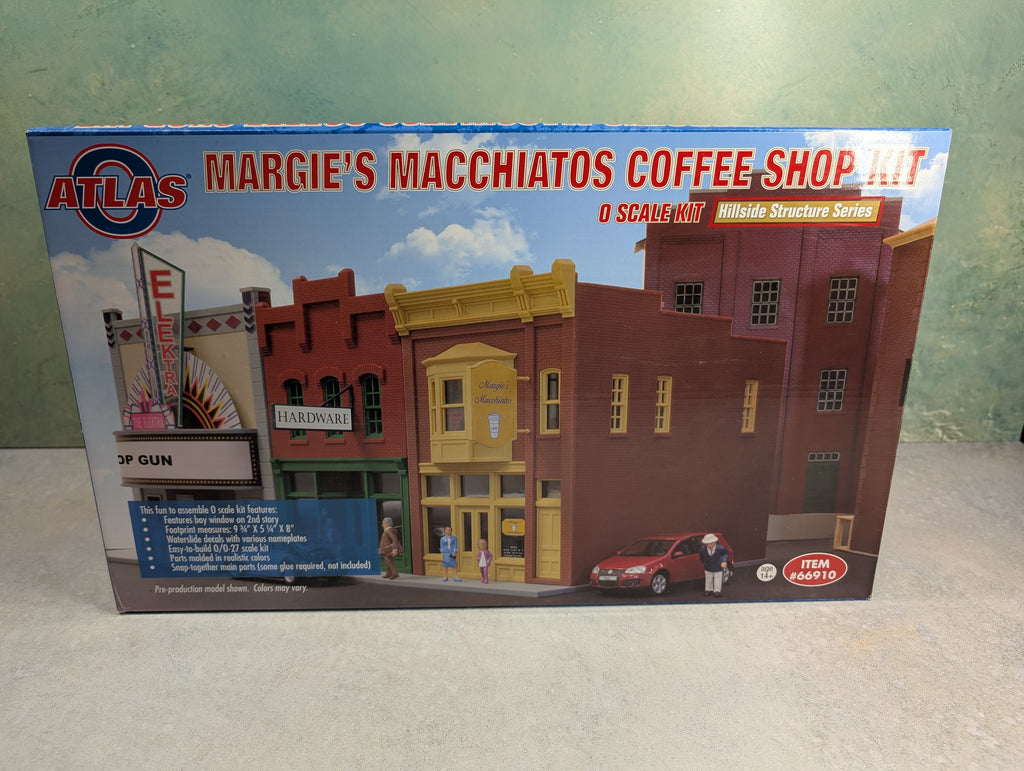 ATLAS O
MARGIE'S MACCHIATOS COFFEE SHOP KIT
O SCALE KIT Hillside Structure Series
ELEKTRA
Margie's
Macchiatos
HARDWARE
OP GUN
This fun to assemble O scale kit features:
• Features bay window on 2nd story
• Footprint measures: 9 ¾" X 5 ¼" X 8"
• Waterslide decals with various nameplates
• Easy-to-build O/O-27 scale kit
• Parts molded in realistic colors
• Snap-together main parts (some glue required, not included)
Pre-production model shown. Colors may vary.
age
14+
ITEM
#66910